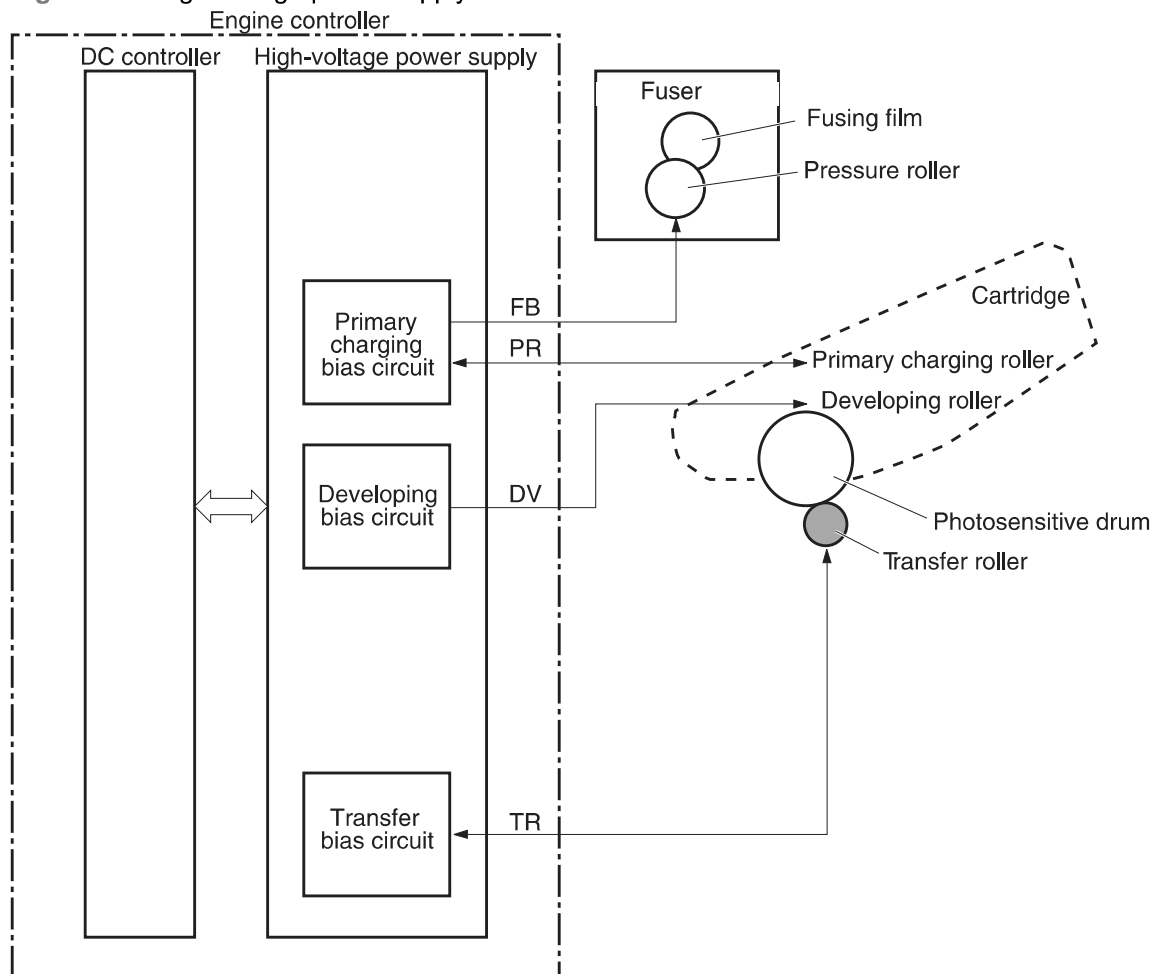 Engine controller
DC controller
High-voltage power supply
Fuser
Fusing film
Pressure roller
Cartridge
Primary
charging
bias circuit
FB
PR
Primary charging roller
Developing roller
Developing
bias circuit
DV
Photosensitive drum
Transfer roller
Transfer
bias circuit
TR